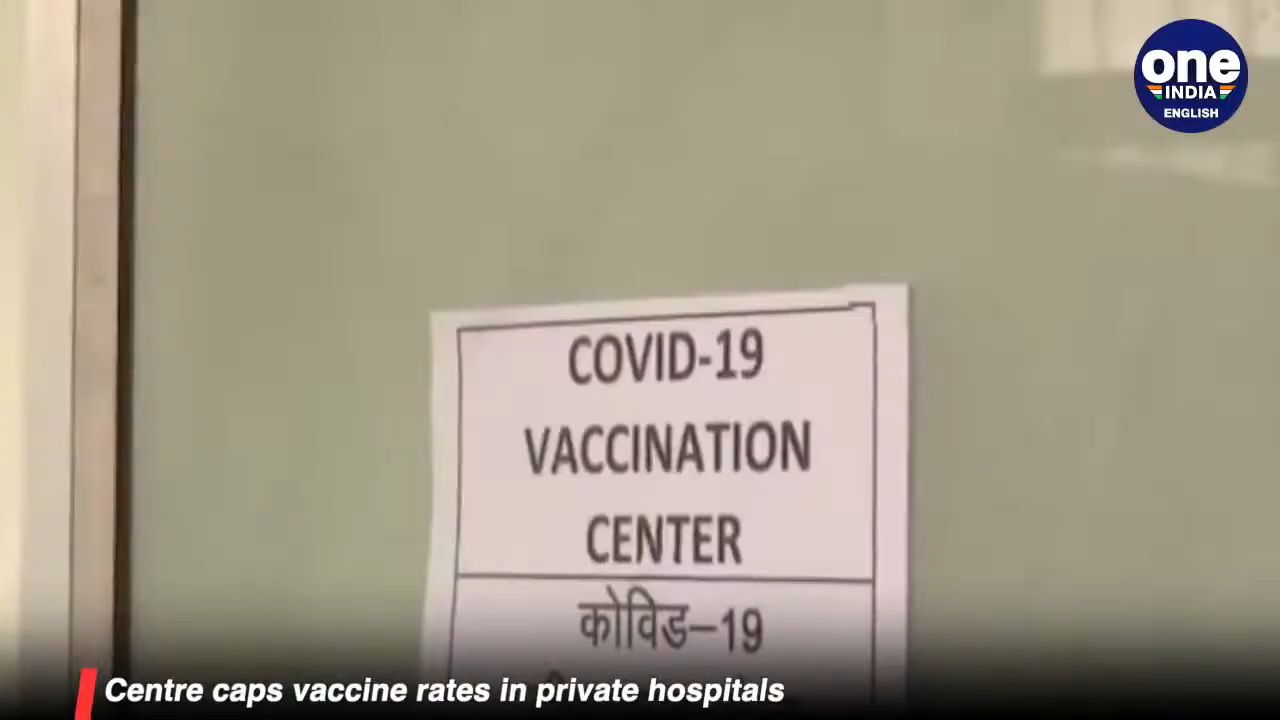 one
INDIA
ENGLISH
COVID-19
VACCINATION
CENTER
कोविड-19
Centre caps vaccine rates in private hospitals